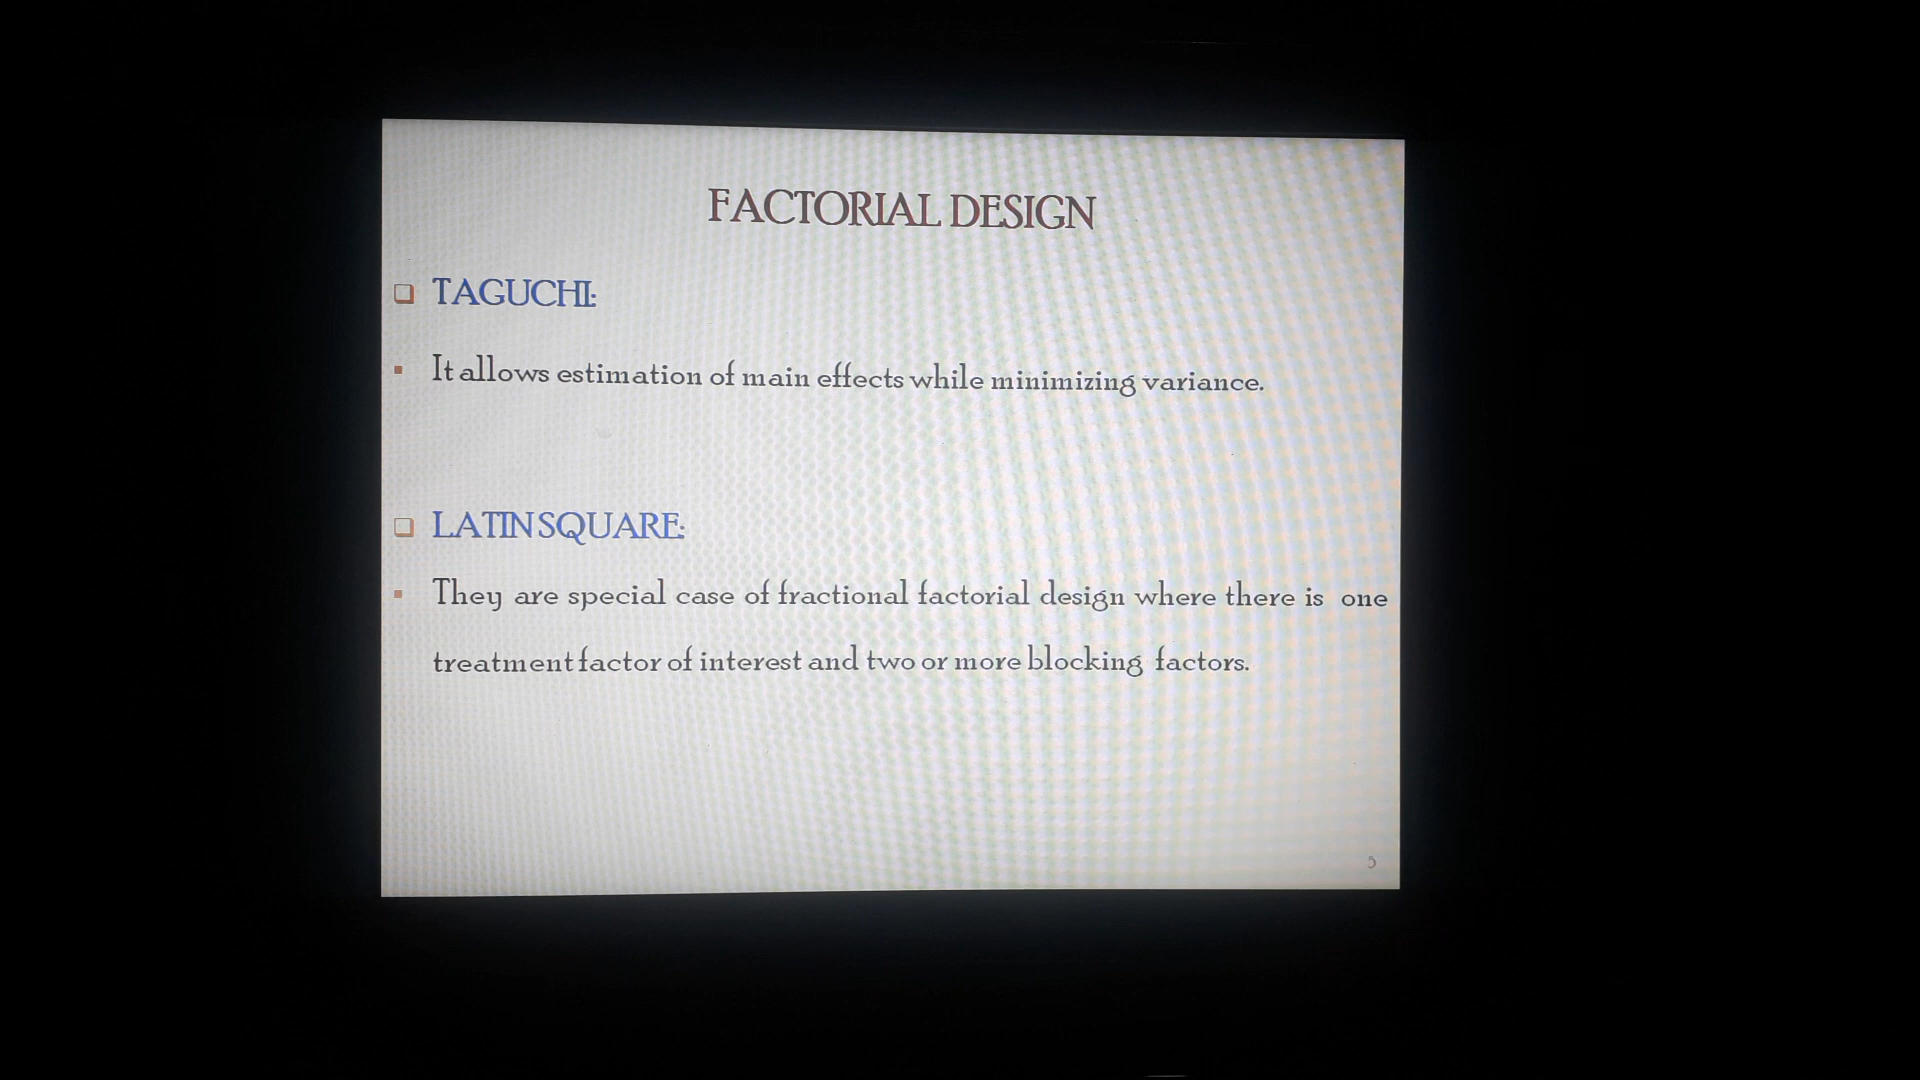 FACTORIAL DESIGN
TAGUCHI:
It allows estimation of main effects while minimizing variance.
LATIN SQUARE:
They are special case of fractional factorial design where there is one
treatment factor of interest and two or more blocking factors.
5